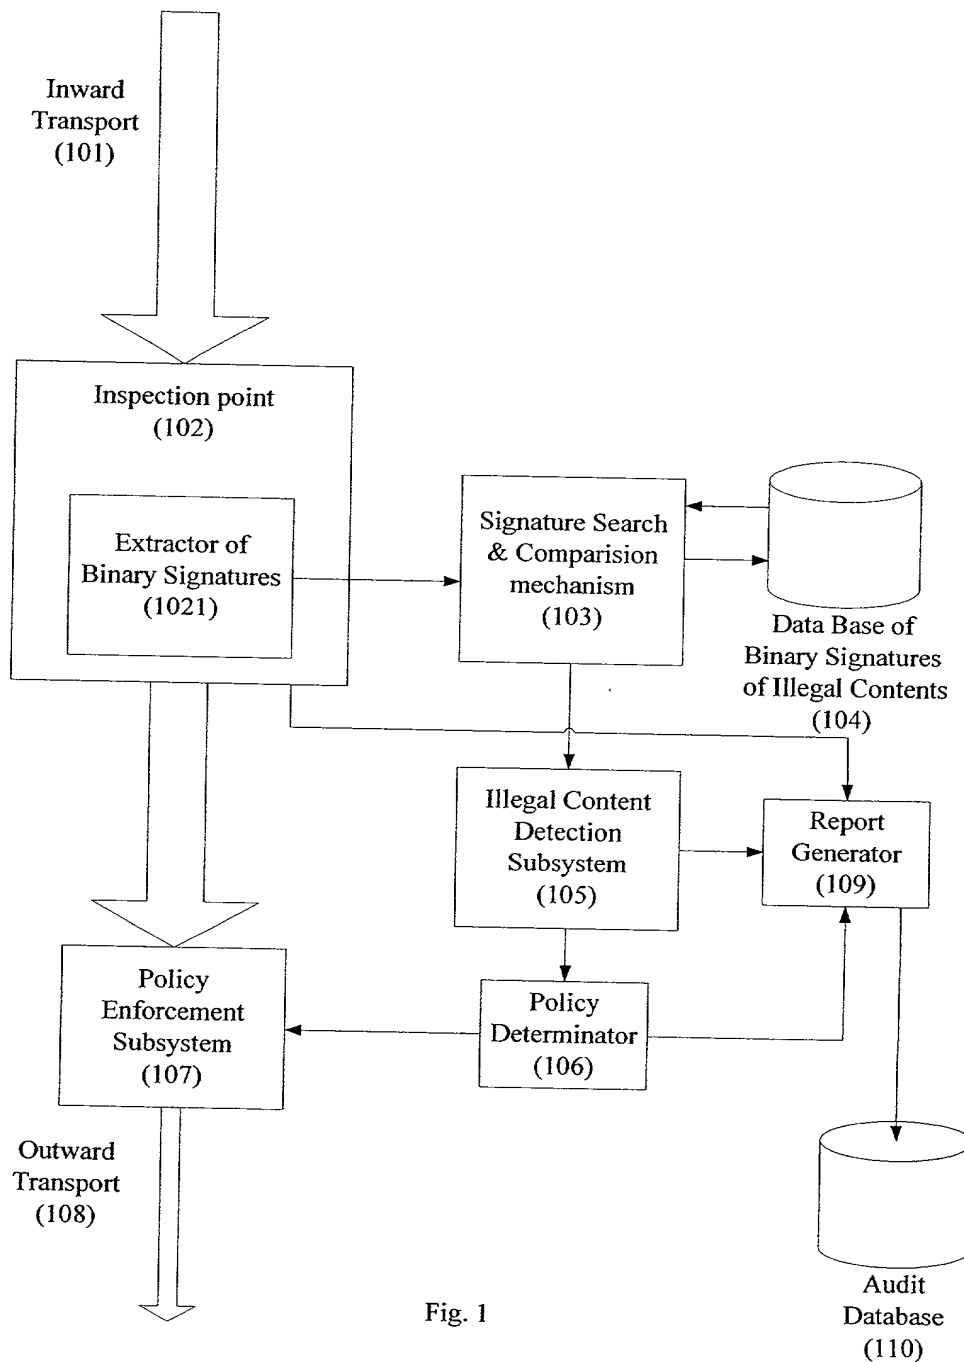 Inward
Transport
(101)
Inspection point
(102)
Extractor of
Binary Signatures
(1021)
Signature Search
& Comparision
mechanism
(103)
Data Base of
Binary Signatures
of Illegal Contents
(104)
Illegal Content
Detection
Subsystem
(105)
Report
Generator
(109)
Policy
Enforcement
Subsystem
(107)
Policy
Determinator
(106)
Outward
Transport
(108)
Audit
Database
(110)
Fig. 1